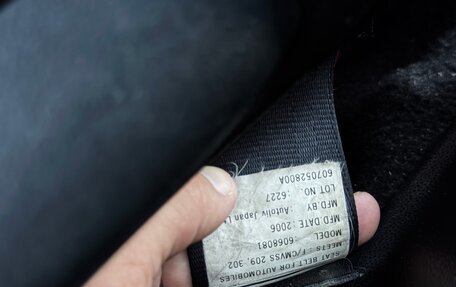 SEAT BELT FOR AUTOMOBILES
MEETS : F/CMVSS 209, 302
MODEL :6068081
MFD.DATE :2006
MFD.BY :Autoliv Japan
LOT NO. :6227
607052800A